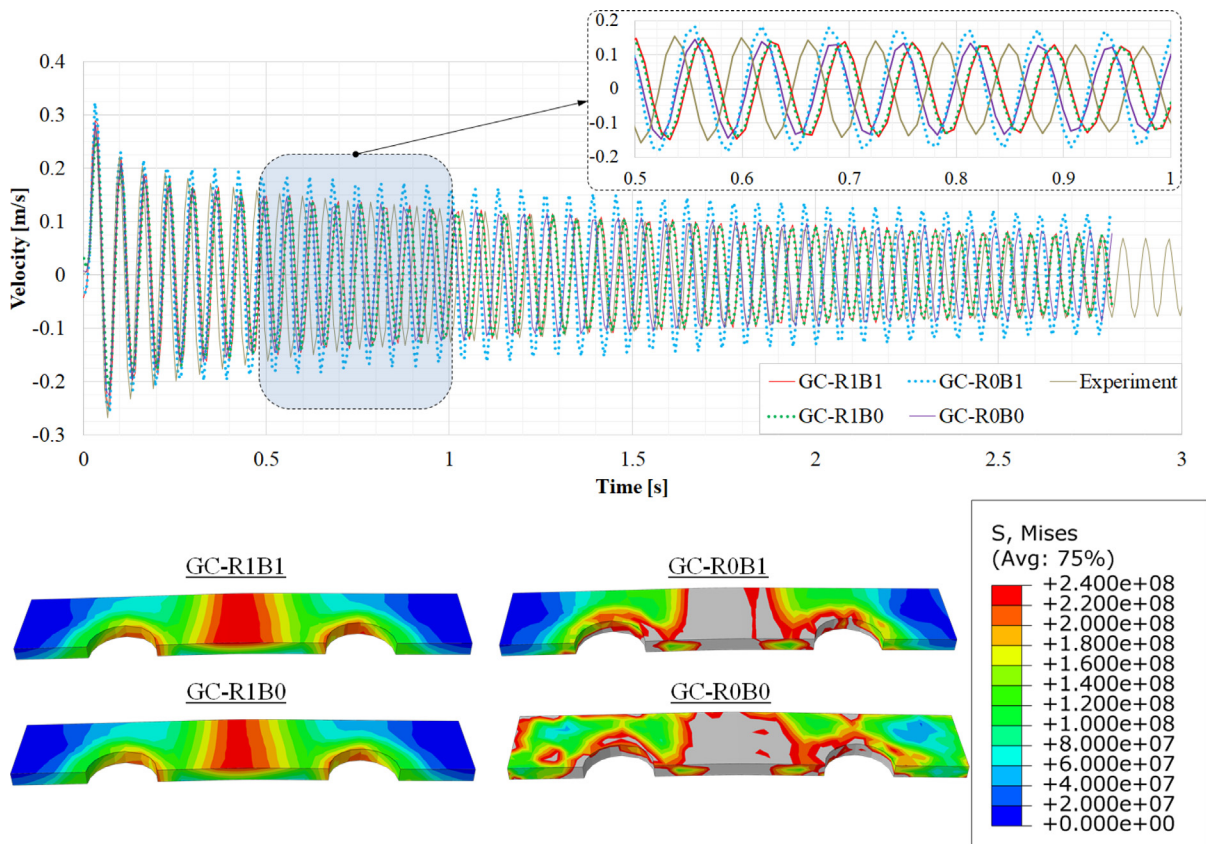 0.2
0.1
0
-0.1
-0.2
0.5 0.6 0.7 0.8 0.9 1
0.5
0.4
0.3
0.2
0.1
0
-0.1
-0.2
-0.3
Velocity [m/s]
0 0.5 1 1.5 2 2.5 3
Time [s]
GC-R1B1 GC-R0B1 Experiment
GC-R1B0 GC-R0B0
GC-R1B1
GC-R0B1
GC-R1B0
GC-R0B0
S, Mises
(Avg: 75%)
+2.400e+08
+2.200e+08
+2.000e+08
+1.800e+08
+1.600e+08
+1.400e+08
+1.200e+08
+1.000e+08
+8.000e+07
+6.000e+07
+4.000e+07
+2.000e+07
+0.000e+00